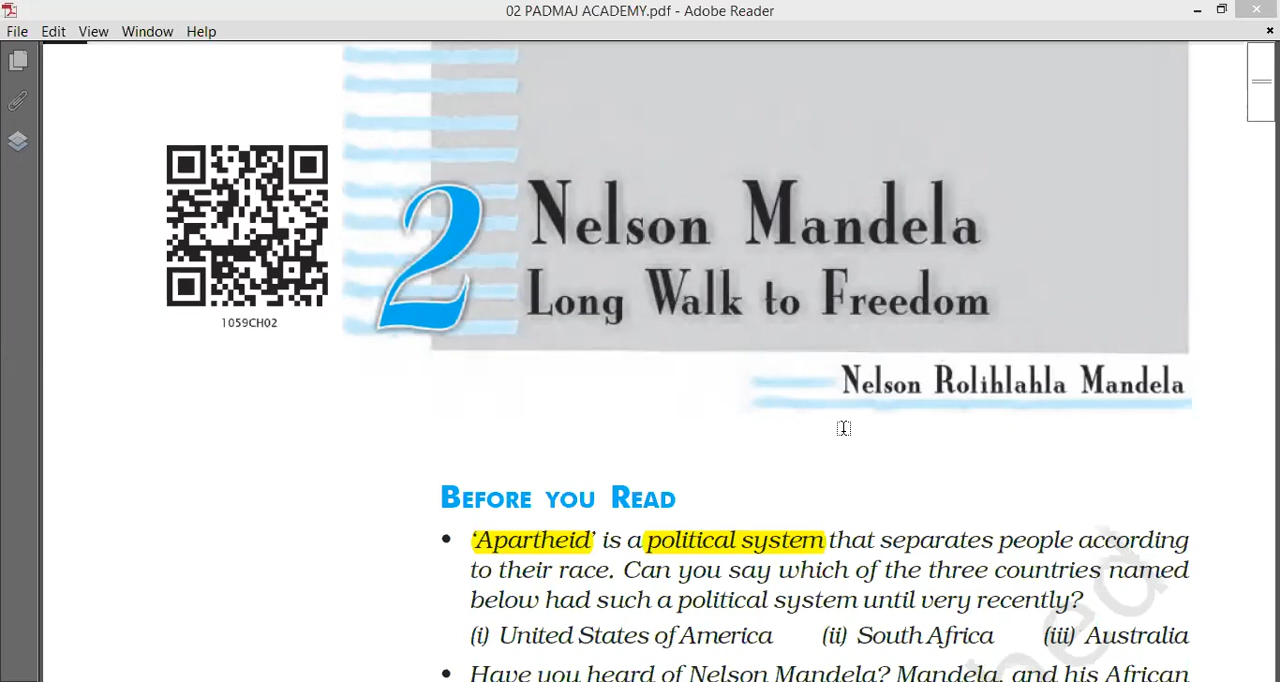 02 PADMAJ ACADEMY.pdf - Adobe Reader
File Edit View Window Help
2
Nelson Mandela
Long Walk to Freedom
1059CH02
Nelson Rolihlahla Mandela
BEFORE YOU READ
• 'Apartheid' is a political system that separates people according
to their race. Can you say which of the three countries named
below had such a political system until very recently?
(i) United States of America (ii) South Africa (iii) Australia
• Have you heard of Nelson Mandela? Mandela, and his African